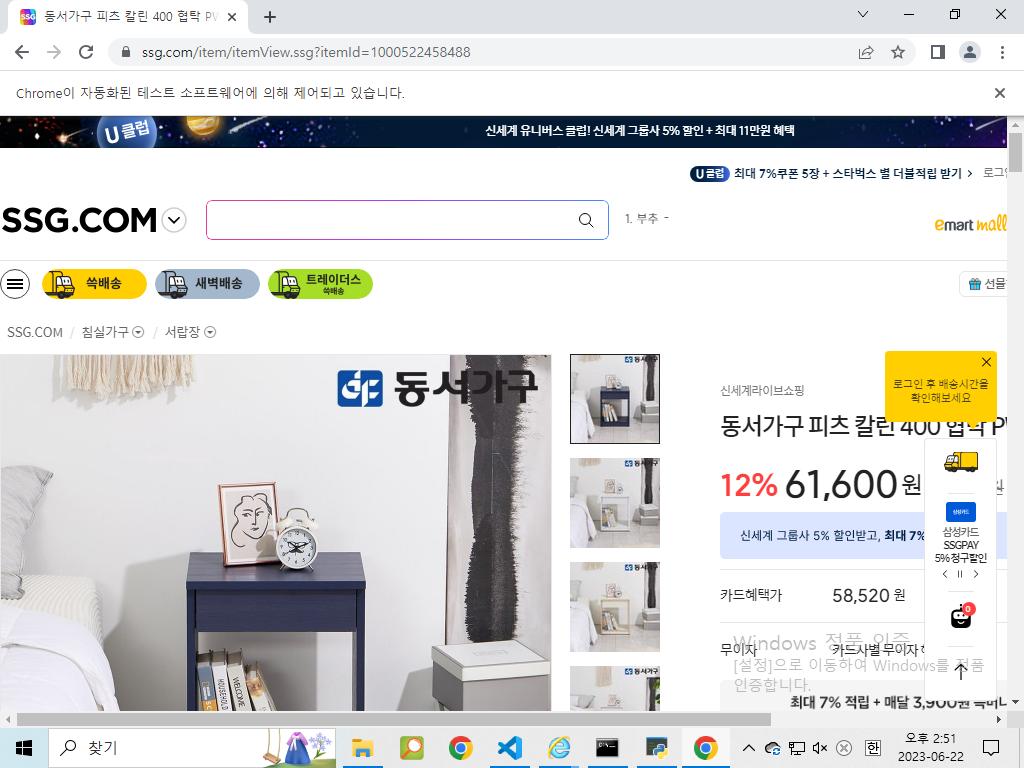 동서가구 피츠 칼린 400 협탁 PW
ssg.com/item/itemView.ssg?itemId=1000522458488
Chrome이 자동화된 테스트 소프트웨어에 의해 제어되고 있습니다.
U 클럽
신세계 유니버스 클럽! 신세계 그룹사 5% 할인 + 최대 11만원 혜택
U 클럽 최대 7%쿠폰 5장 + 스타벅스 별 더블적립 받기
로그인
SSG.COM
1. 부추 -
emart mall
쓱배송
새벽배송
트레이더스
쓱배송
선물
SSG.COM / 침실가구 / 서랍장
동서가구
로그인 후 배송시간을
확인해보세요
신세계라이브쇼핑
동서가구 피츠 칼린 400 협탁 PW
12% 61,600 원
원
삼성카드
삼성카드
SSGPAY
5% 청구할인
신세계 그룹사 5% 할인받고, 최대 7%
카드혜택가 58,520 원
0
무이자 카드사별 무이자
Windows 정품 인증
[설정]으로 이동하여 Windows를 정품
인증합니다.
최대 7% 적립 + 매달 3,900원
HOUSEHOLD
WELCOME
찾기
오후 2:51
2023-06-22
한